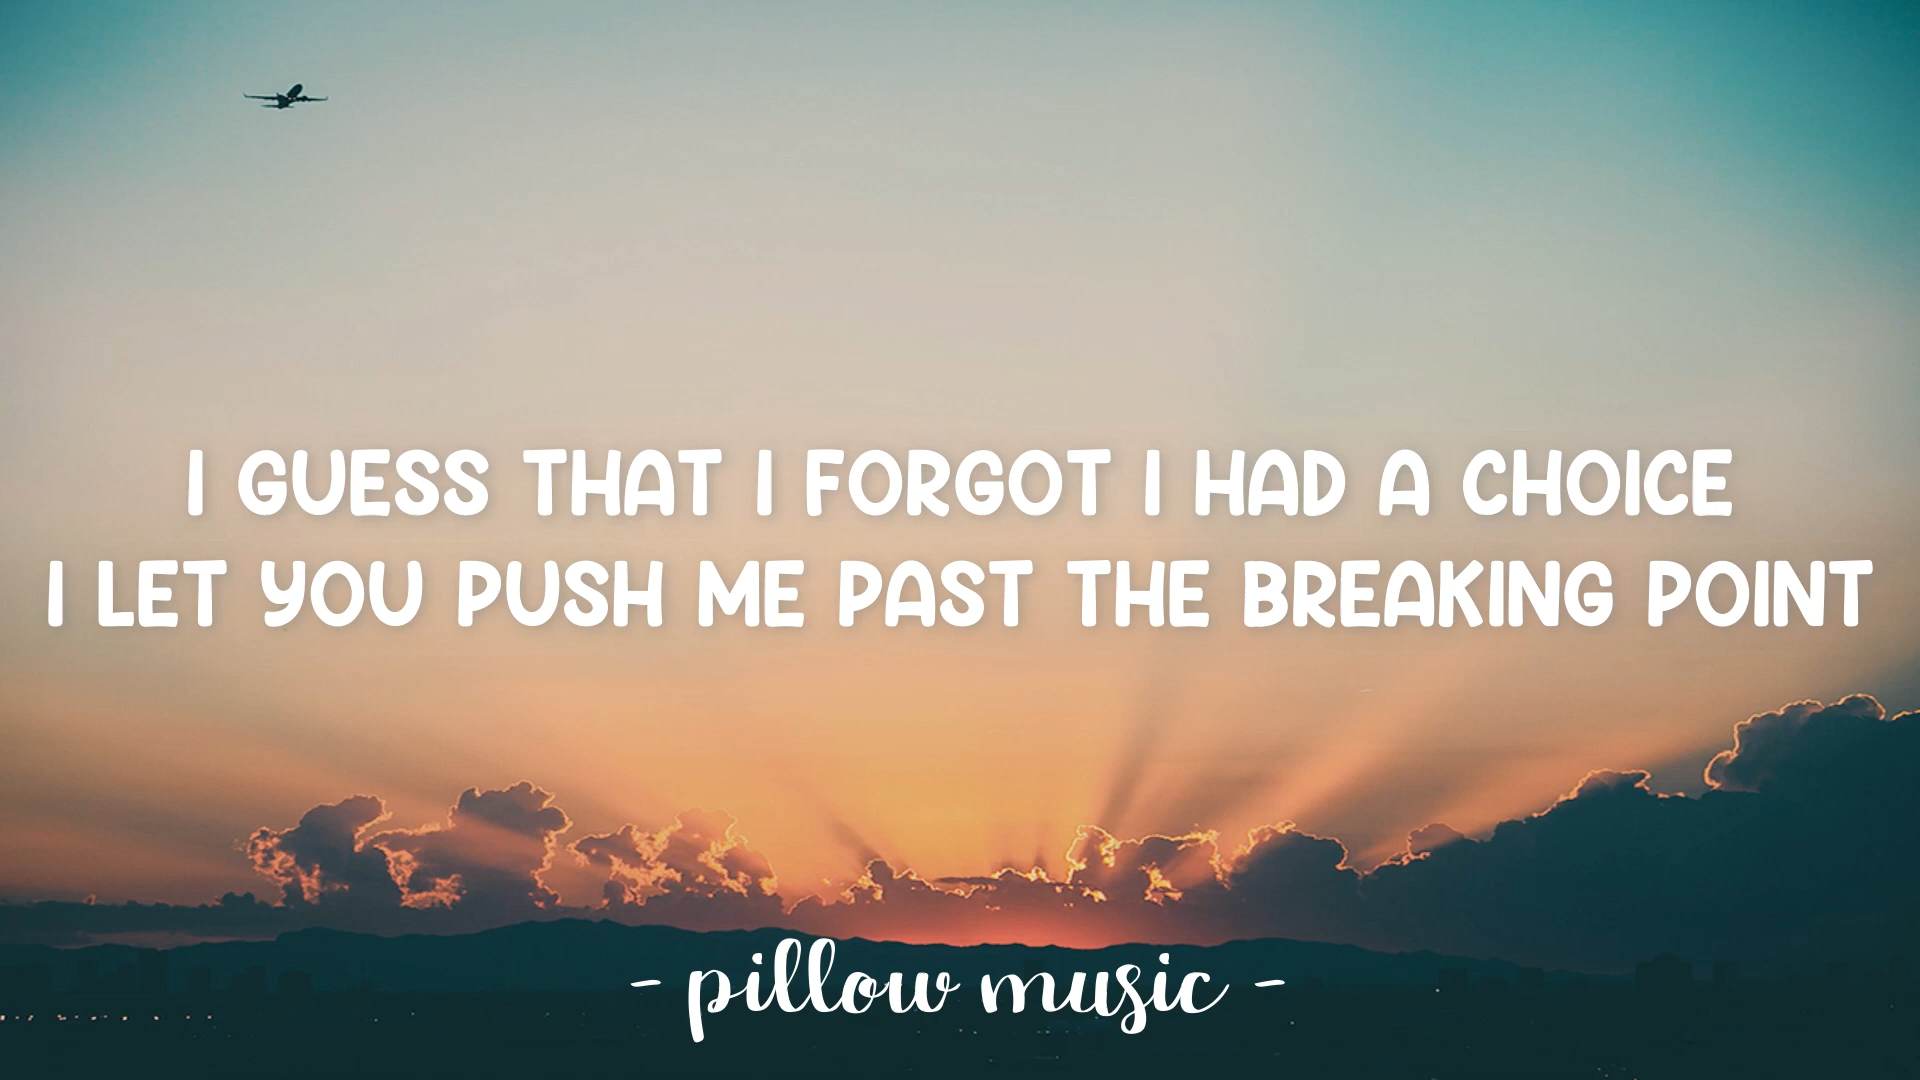 I GUESS THAT I FORGOT I HAD A CHOICE
I LET YOU PUSH ME PAST THE BREAKING POINT
- pillow music -